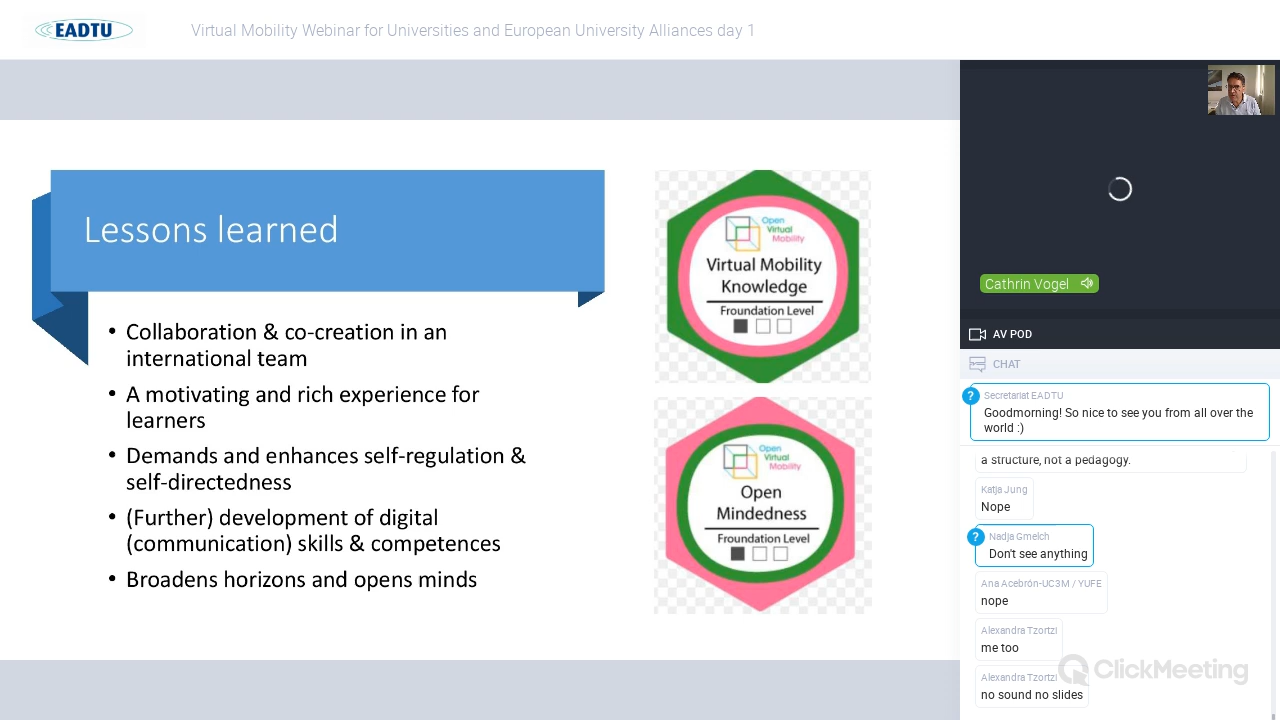 EADTU
Virtual Mobility Webinar for Universities and European University Alliances day 1
Lessons learned
• Collaboration & co-creation in an
international team
• A motivating and rich experience for
learners
• Demands and enhances self-regulation &
self-directedness
• (Further) development of digital
(communication) skills & competences
• Broadens horizons and opens minds
Open
Virtual
Mobility
Virtual Mobility
Knowledge
Froundation Level
Open
Virtual
Mobility
Open
Mindedness
Froundation Level
Cathrin Vogel
AV POD
CHAT
?
Secretariat EADTU
Goodmorning! So nice to see you from all over the
world :)
a structure, not a pedagogy.
Katja Jung
Nope
?
Nadja Gmelch
Don't see anything
Ana Acebrón-UC3M / YUFE
nope
Alexandra Tzortzi
me too
Alexandra Tzortzi
no sound no slides
ClickMeeting